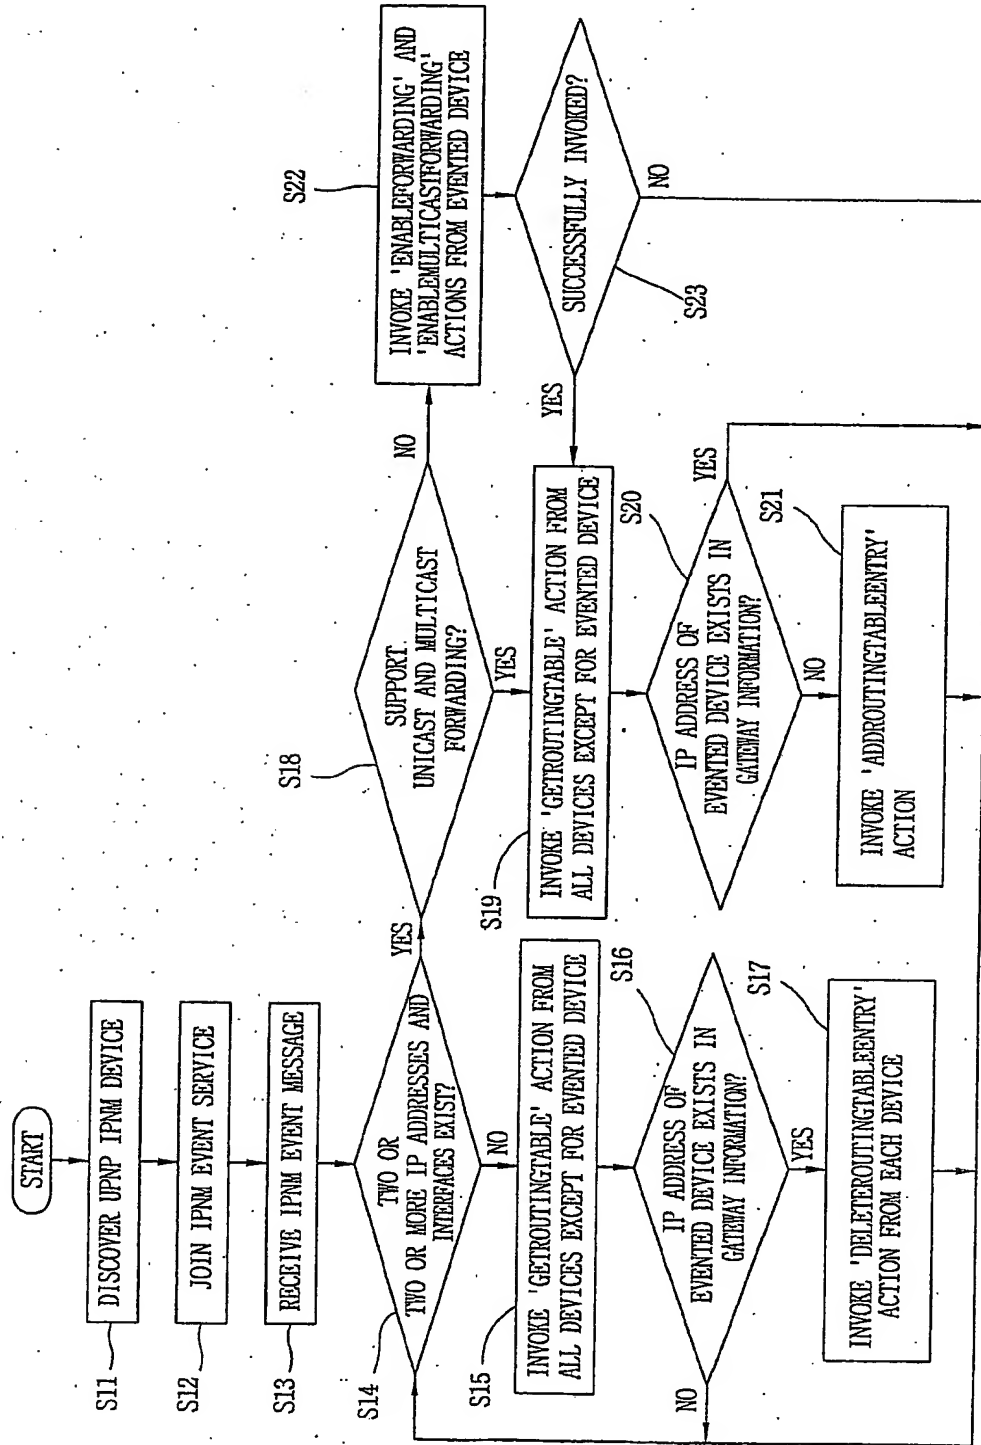 START
S11
DISCOVER UPNP IPNM DEVICE
S12
JOIN IPNM EVENT SERVICE
S13
RECEIVE IPNM EVENT MESSAGE
S14
TWO OR
TWO OR MORE IP ADDRESSES AND
INTERFACES EXIST?
YES
NO
S15
INVOKE 'GETROUTINGTABLE' ACTION FROM
ALL DEVICES EXCEPT FOR EVENTED DEVICE
S16
IP ADDRESS OF
EVENTED DEVICE EXISTS IN
GATEWAY INFORMATION?
NO
YES
S17
INVOKE 'DELETEROUTINGTABLEENTRY'
ACTION FROM EACH DEVICE
S18
SUPPORT
UNICAST AND MULTICAST
FORWARDING?
NO
YES
S19
INVOKE 'GETROUTINGTABLE' ACTION FROM
ALL DEVICES EXCEPT FOR EVENTED DEVICE
S20
IP ADDRESS OF
EVENTED DEVICE EXISTS IN
GATEWAY INFORMATION?
YES
NO
S21
INVOKE 'ADDROUTINGTABLEENTRY'
ACTION
S22
INVOKE 'ENABLEFORWARDING' AND
'ENABLEMULTICASTFORWARDING'
ACTIONS FROM EVENTED DEVICE
S23
SUCCESSFULLY INVOKED?
YES
NO